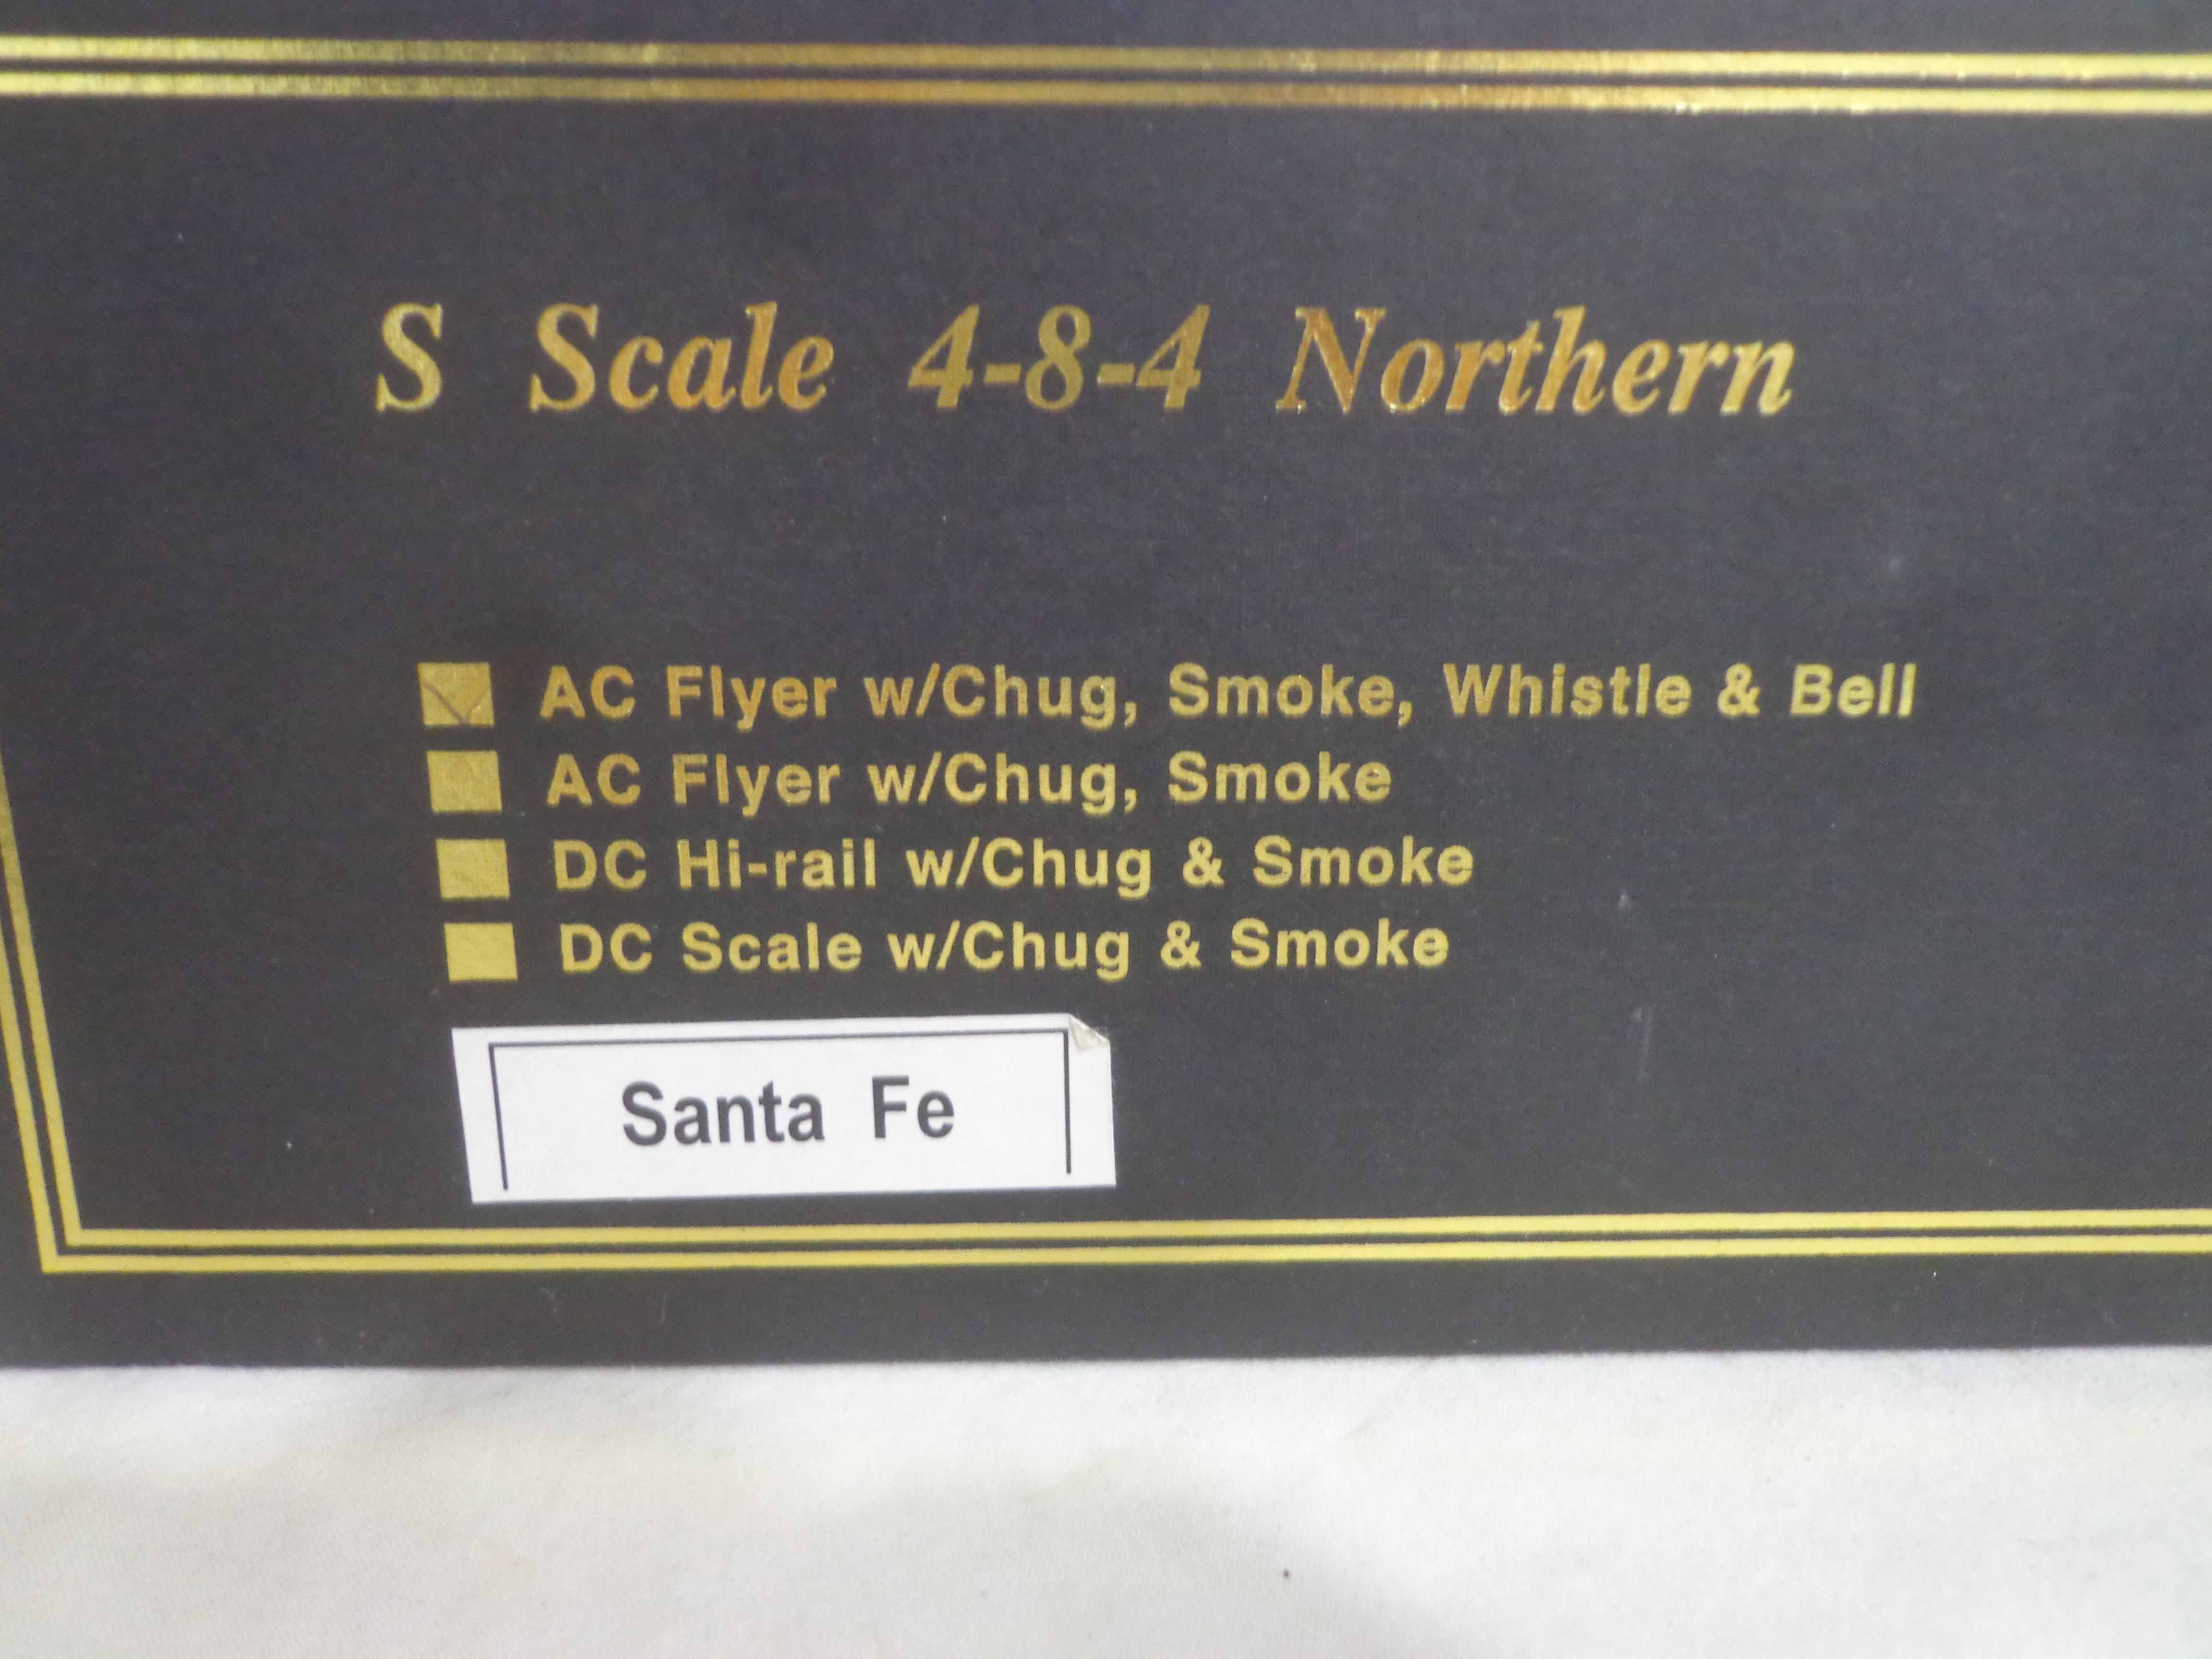 S Scale 4-8-4 Northern
AC Flyer w/Chug, Smoke, Whistle & Bell
AC Flyer w/Chug, Smoke
DC Hi-rail w/Chug & Smoke
DC Scale w/Chug & Smoke
Santa Fe